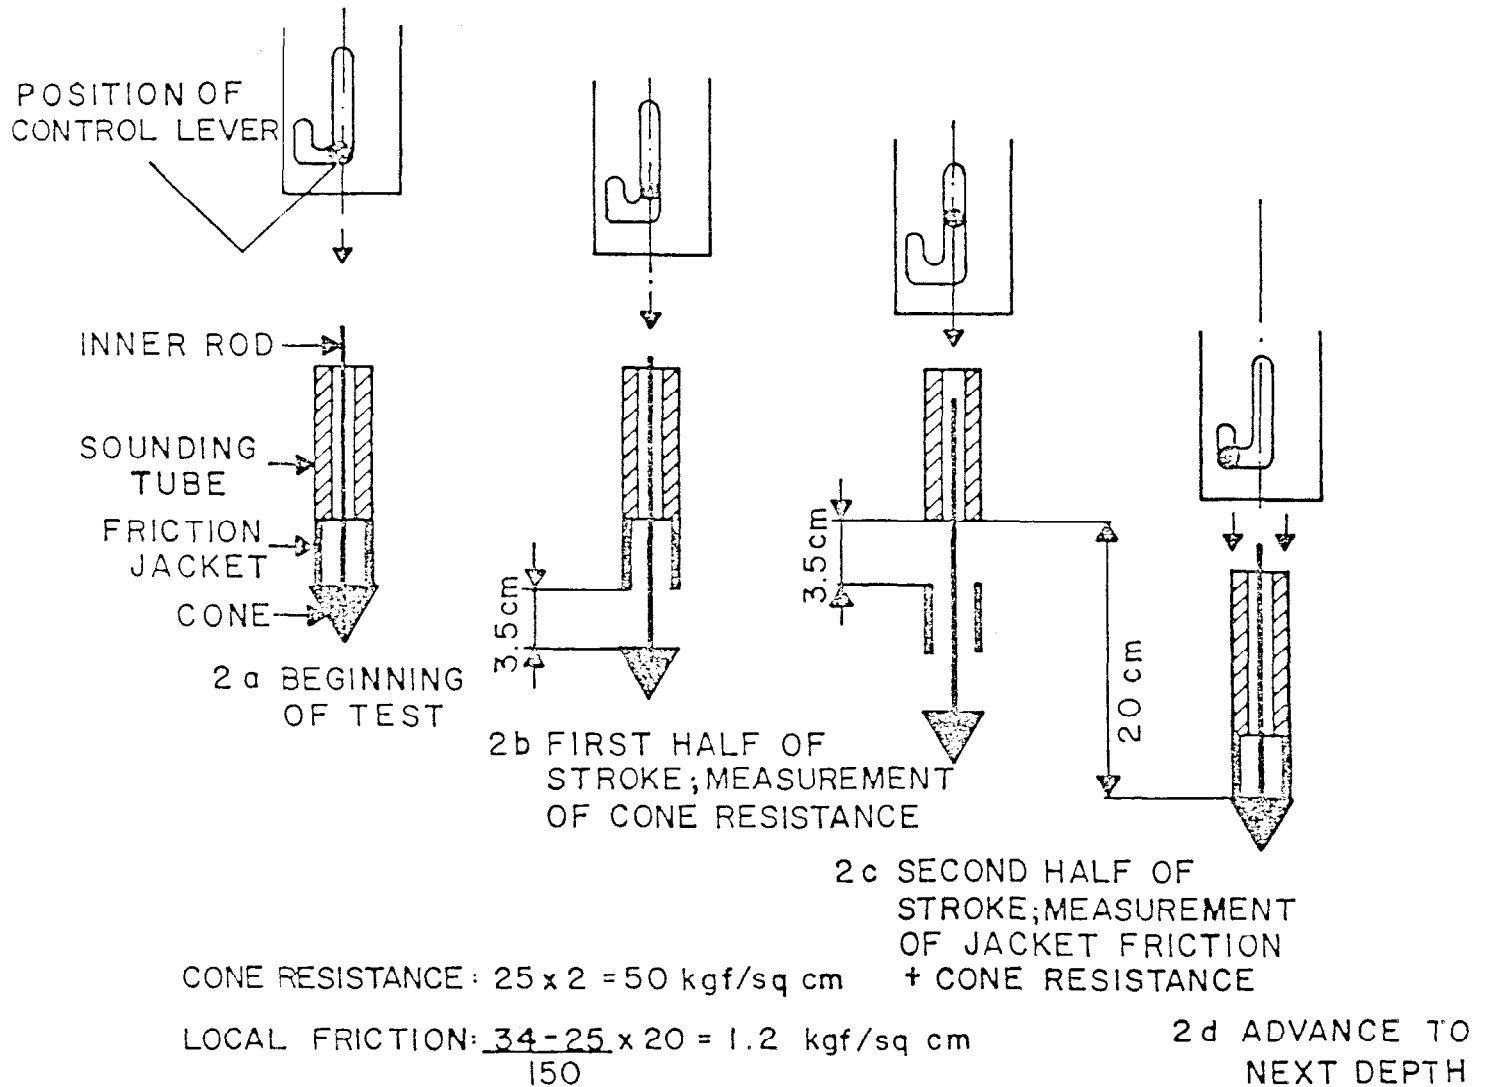 POSITION OF
CONTROL LEVER
INNER ROD
SOUNDING
TUBE
FRICTION
JACKET
CONE
2a BEGINNING
OF TEST
3.5cm
2b FIRST HALF OF
STROKE;MEASUREMENT
OF CONE RESISTANCE
3.5cm
20 cm
2c SECOND HALF OF
STROKE;MEASUREMENT
OF JACKET FRICTION
+ CONE RESISTANCE
2d ADVANCE TO
NEXT DEPTH
CONE RESISTANCE: 25 x 2 = 50 kgf/sq cm
LOCAL FRICTION: 34-25 x 20 = 1.2 kgf/sq cm
150